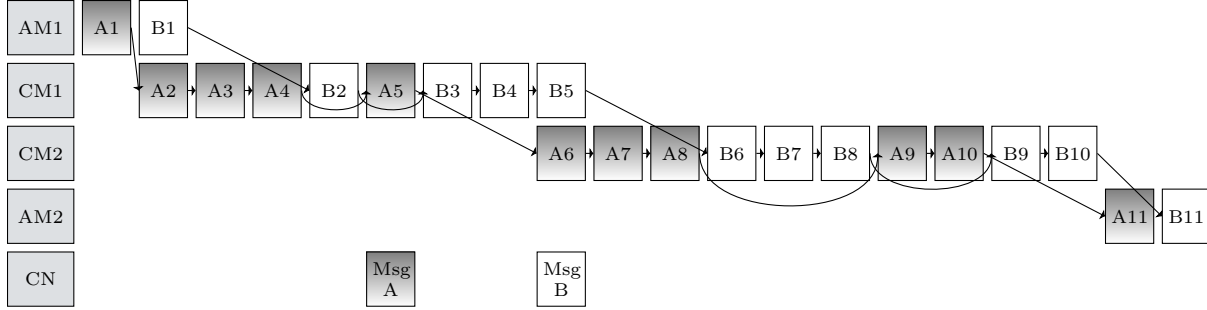 AM1 A1 B1
CM1 A2 A3 A4 B2 A5 B3 B4 B5
CM2 A6 A7 A8 B6 B7 B8 A9 A10 B9 B10
AM2 A11 B11
CN Msg Msg
A B